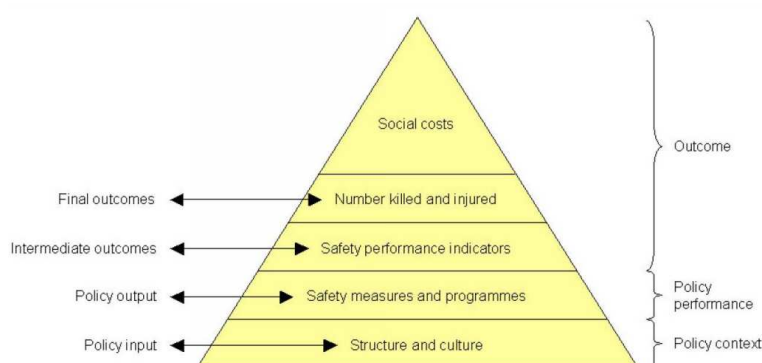 Social costs
Outcome
Final outcomes
Number killed and injured
Intermediate outcomes
Safety performance indicators
Policy output
Safety measures and programmes
Policy
performance
Policy input
Structure and culture
Policy context